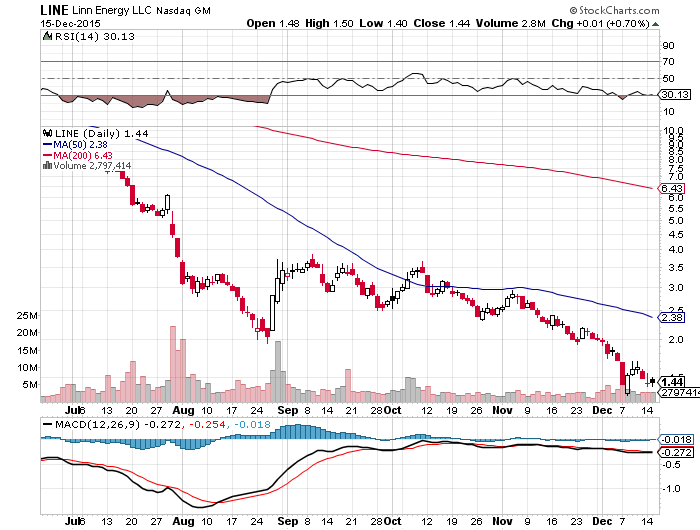 LINE Linn Energy LLC Nasdaq GM
© StockCharts.com
15-Dec-2015
Open 1.48 High 1.50 Low 1.40 Close 1.44 Volume 2.8M Chg +0.01 (+0.70%)
RSI(14) 30.13
90
70
50
30.13
10
LINE (Daily) 1.44
MA(50) 2.38
MA(200) 6.43
Volume 2,797,414
10.0
9.5
9.0
8.5
8.0
7.5
7.0
6.43
6.0
5.5
5.0
4.5
4.0
3.5
3.0
2.5
2.38
2.0
1.5
1.44
2797414
25M
20M
15M
10M
5M
Jul 6 13 20 27 Aug 10 17 24 Sep 8 14 21 28 Oct 12 19 26 Nov 9 16 23 Dec 7 14
MACD(12,26,9) -0.272, -0.254, -0.018
-0.018
-0.272
-0.5
-1.0
Jul 6 13 20 27 Aug 10 17 24 Sep 8 14 21 28 Oct 12 19 26 Nov 9 16 23 Dec 7 14